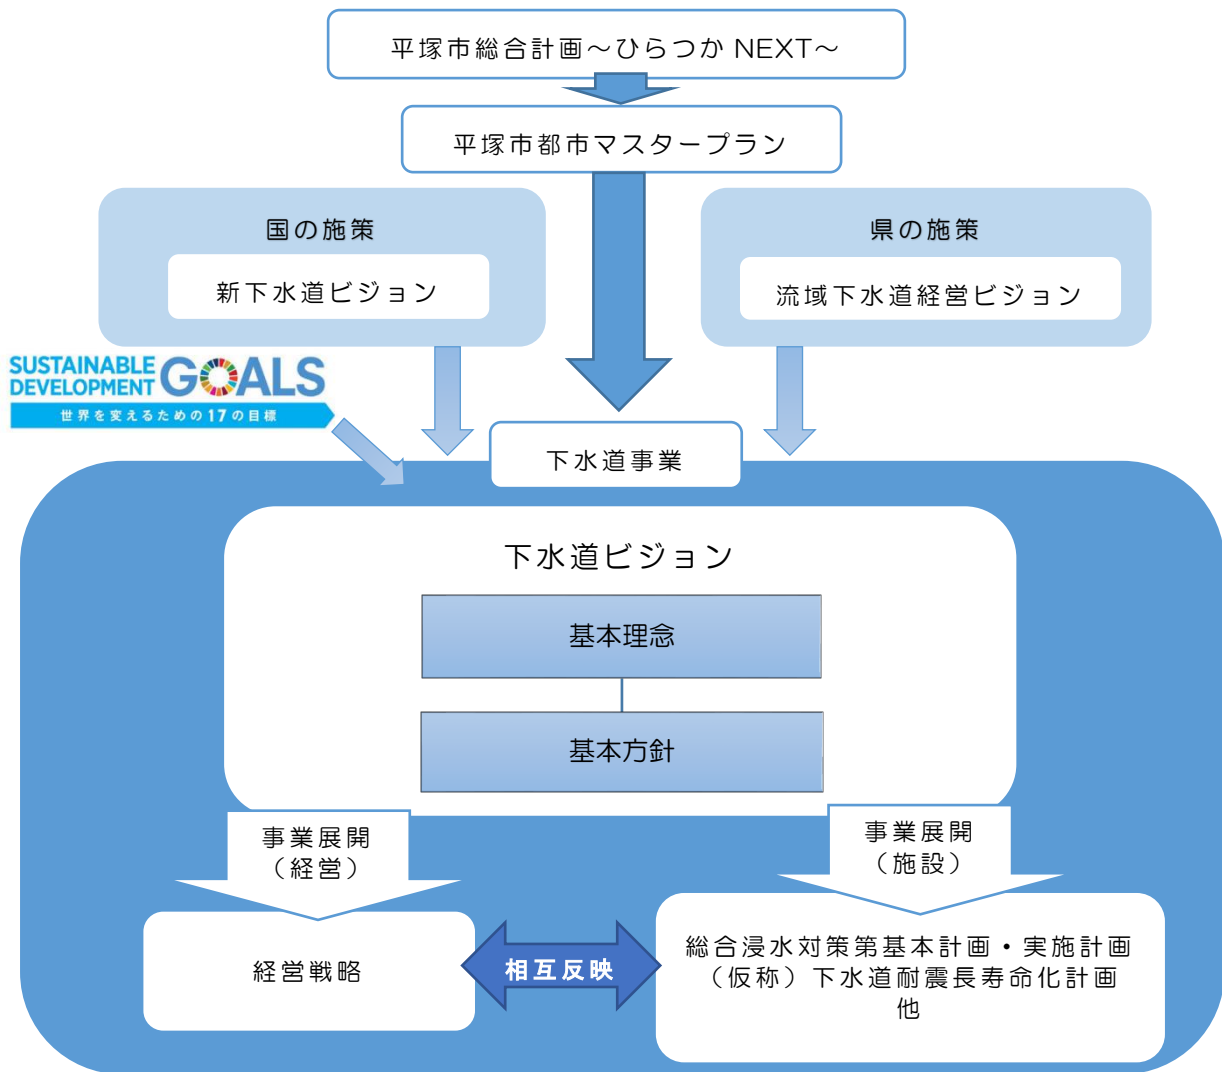 平塚市総合計画～ひらつか NEXT～
平塚市都市マスタープラン
国の施策
新下水道ビジョン
県の施策
流域下水道経営ビジョン
SUSTAINABLE
DEVELOPMENT
GOALS
世界を変えるための17の目標
下水道事業
下水道ビジョン
基本理念
基本方針
事業展開
（経営）
事業展開
（施設）
経営戦略
相互反映
総合浸水対策第基本計画・実施計画
（仮称）下水道耐震長寿命化計画
他